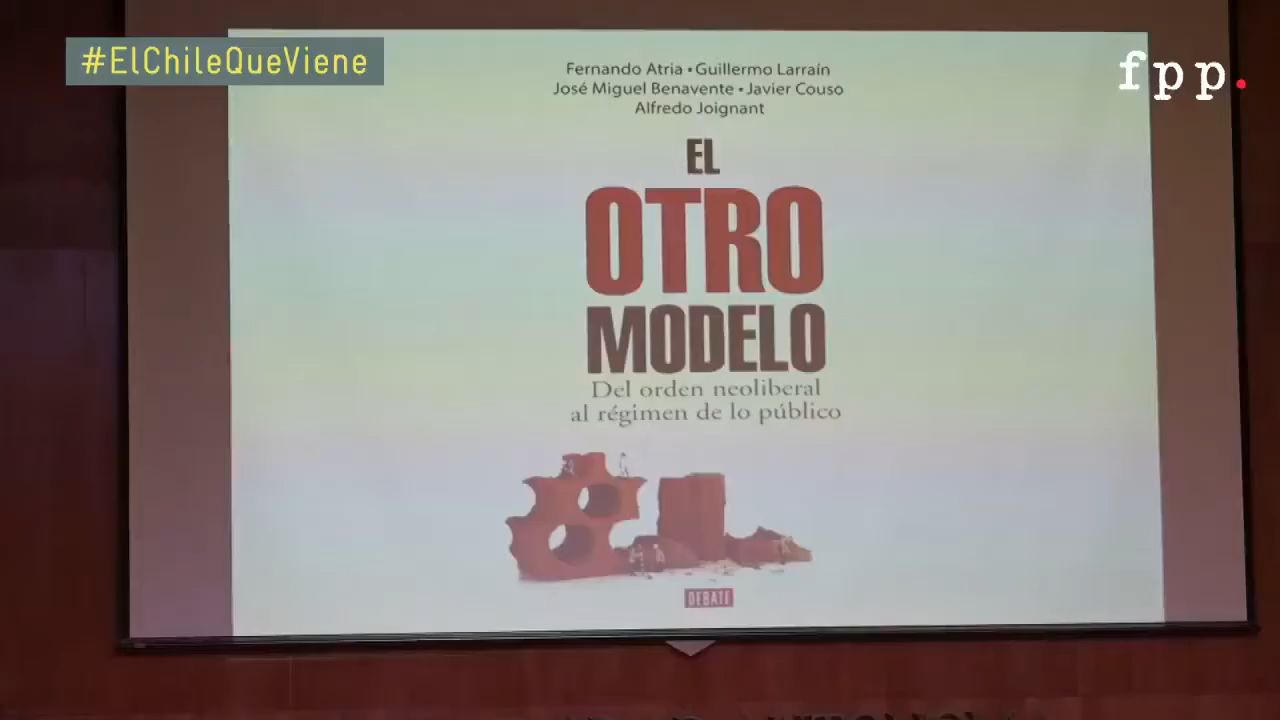 #ElChileQueViene
fpp.
Fernando Atria • Guillermo Larraín
José Miguel Benavente • Javier Couso
Alfredo Joignant
EL
OTRO
MODELO
Del orden neoliberal
al régimen de lo público
DEBATE